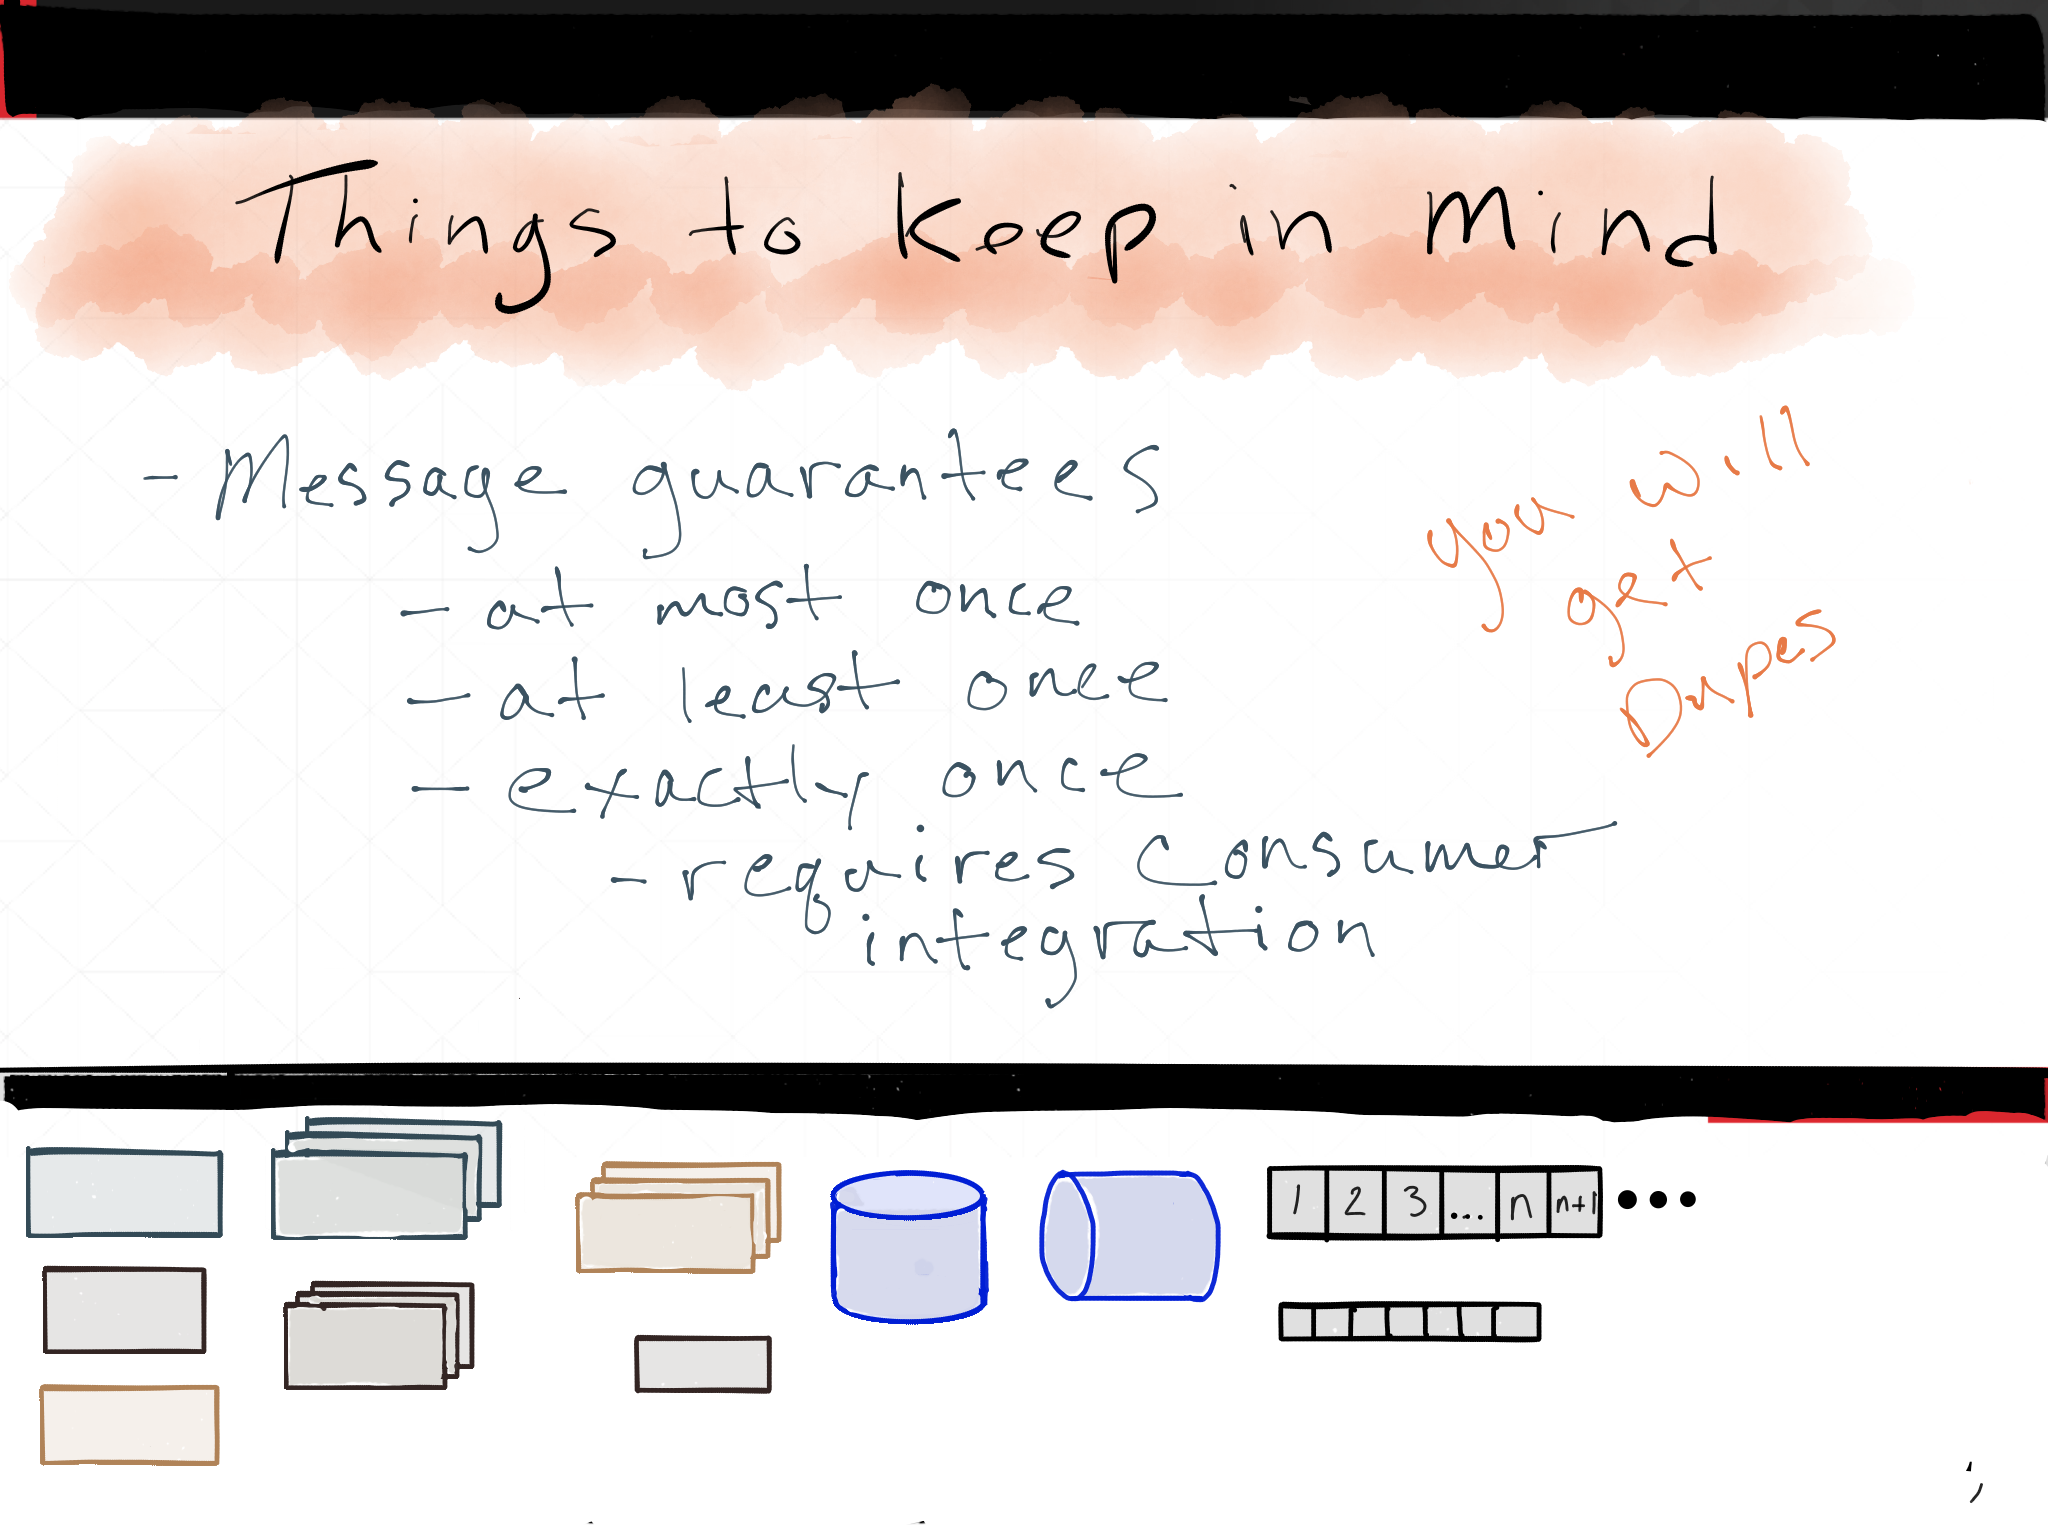 Things to Keep in Mind
- Message guarantees
- at most once
- at least once
- exactly once
- requires Consumer
integration
you will
get
Dupes
1 2 3 ... n n+1 •••